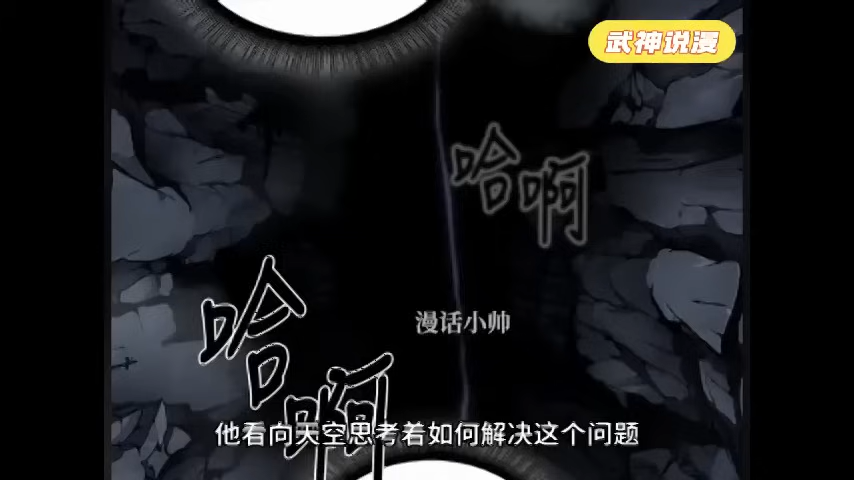 武神说漫
哈啊
漫话小帅
哈啊
他看向天空思考着如何解决这个问题